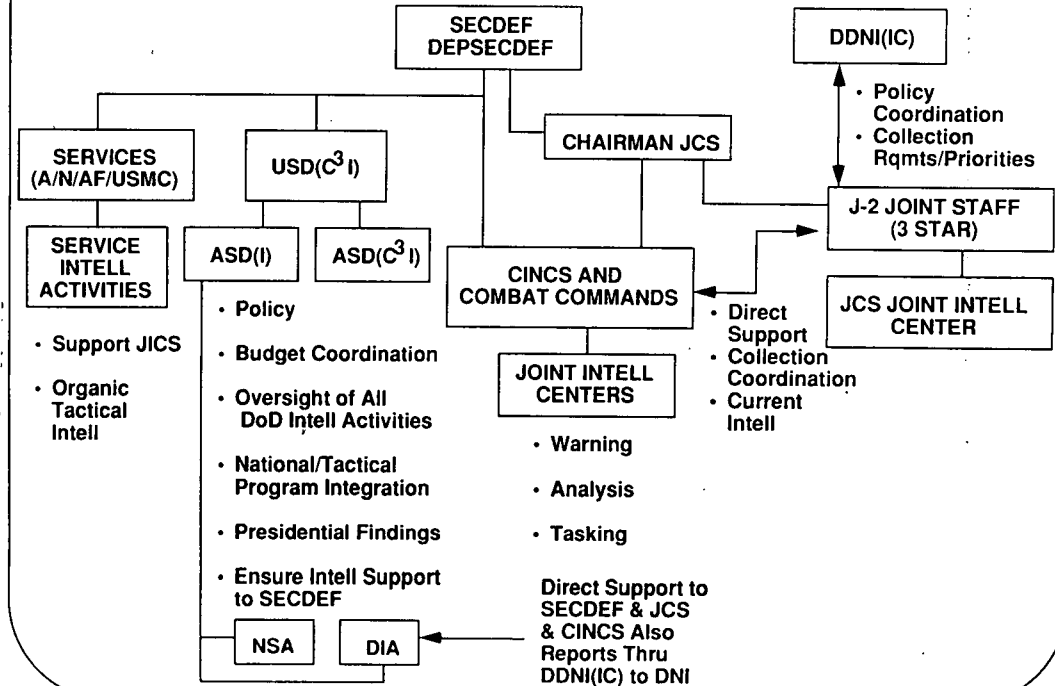 SECDEF
DEPSECDEF
DDNI(IC)
• Policy
Coordination
• Collection
Rqmts/Priorities
SERVICES
(A/N/AF/USMC)
USD(C³I)
CHAIRMAN JCS
J-2 JOINT STAFF
(3 STAR)
SERVICE
INTELL
ACTIVITIES
ASD(I)
ASD(C³I)
CINCS AND
COMBAT COMMANDS
JCS JOINT INTELL
CENTER
• Support JICS
• Organic
Tactical
Intell
• Policy
• Budget Coordination
• Oversight of All
DoD Intell Activities
• National/Tactical
Program Integration
• Presidential Findings
• Ensure Intell Support
to SECDEF
• Direct
Support
• Collection
Coordination
• Current
Intell
JOINT INTELL
CENTERS
• Warning
• Analysis
• Tasking
NSA
DIA
Direct Support to
SECDEF & JCS
& CINCS Also
Reports Thru
DDNI(IC) to DNI